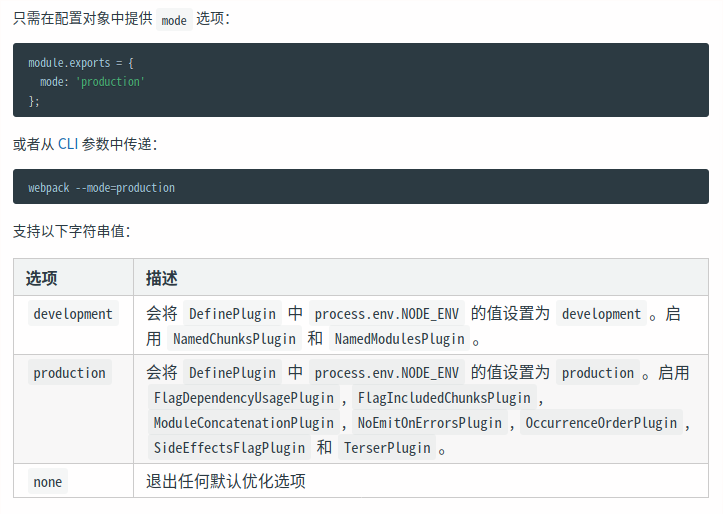 只需在配置对象中提供 mode 选项：
module.exports = {
  mode: 'production'
};
或者从 CLI 参数中传递：
webpack --mode=production
支持以下字符串值：
选项 描述
development 会将 DefinePlugin 中 process.env.NODE_ENV 的值设置为 development 。启
用 NamedChunksPlugin 和 NamedModulesPlugin 。
production 会将 DefinePlugin 中 process.env.NODE_ENV 的值设置为 production 。启用
FlagDependencyUsagePlugin , FlagIncludedChunksPlugin ,
ModuleConcatenationPlugin , NoEmitOnErrorsPlugin , OccurrenceOrderPlugin ,
SideEffectsFlagPlugin 和 TerserPlugin 。
none 退出任何默认优化选项